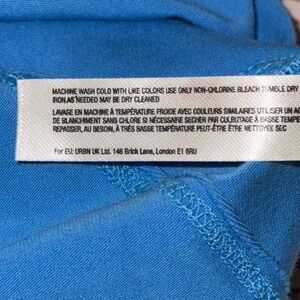 MACHINE WASH COLD WITH LIKE COLORS USE ONLY NON-CHLORINE BLEACH TUMBLE DRY
IRON AS NEEDED MAY BE DRY CLEANED
LAVAGE EN MACHINE À TEMPÉRATURE FROIDE AVEC COULEURS SIMILAIRES UTILISER UN AG
DE BLANCHIMENT SANS CHLORE SI NÉCESSAIRE SÉCHER PAR CULBUTAGE À BASSE TEMPÉ
REPASSER, AU BESOIN, À TRÈS BASSE TEMPÉRATURE PEUT-ÊTRE ÊTRE NETTOYÉE SEC
For EU: URBN UK Ltd. 146 Brick Lane, London E1 6RU